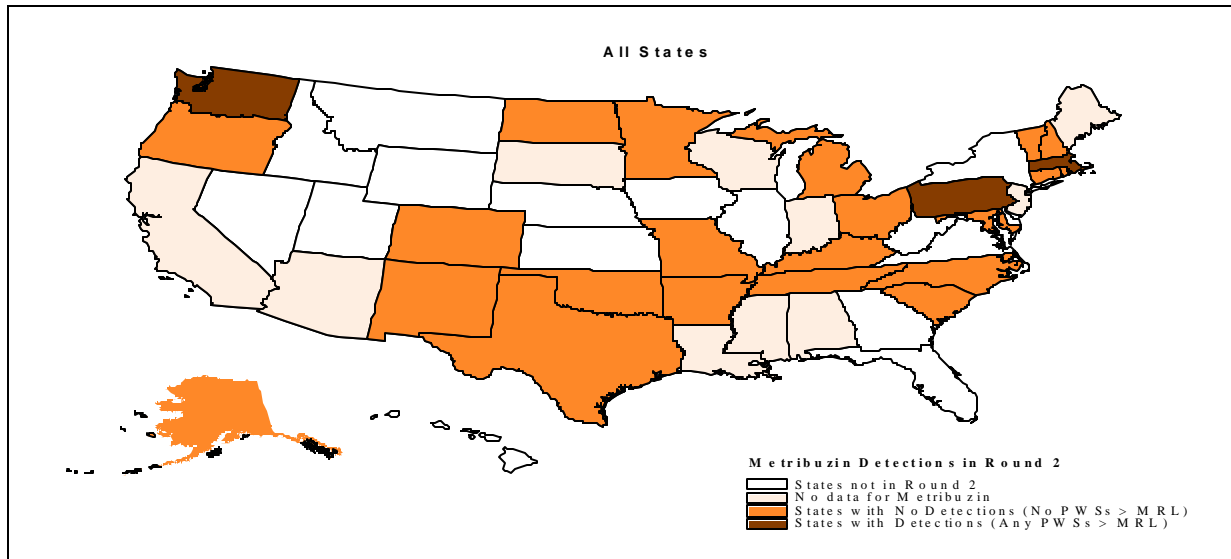 All States
Metribuzin Detections in Round 2
States not in Round 2
No data for Metribuzin
States with No Detections (No PWSs > MRL)
States with Detections (Any PWSs > MRL)